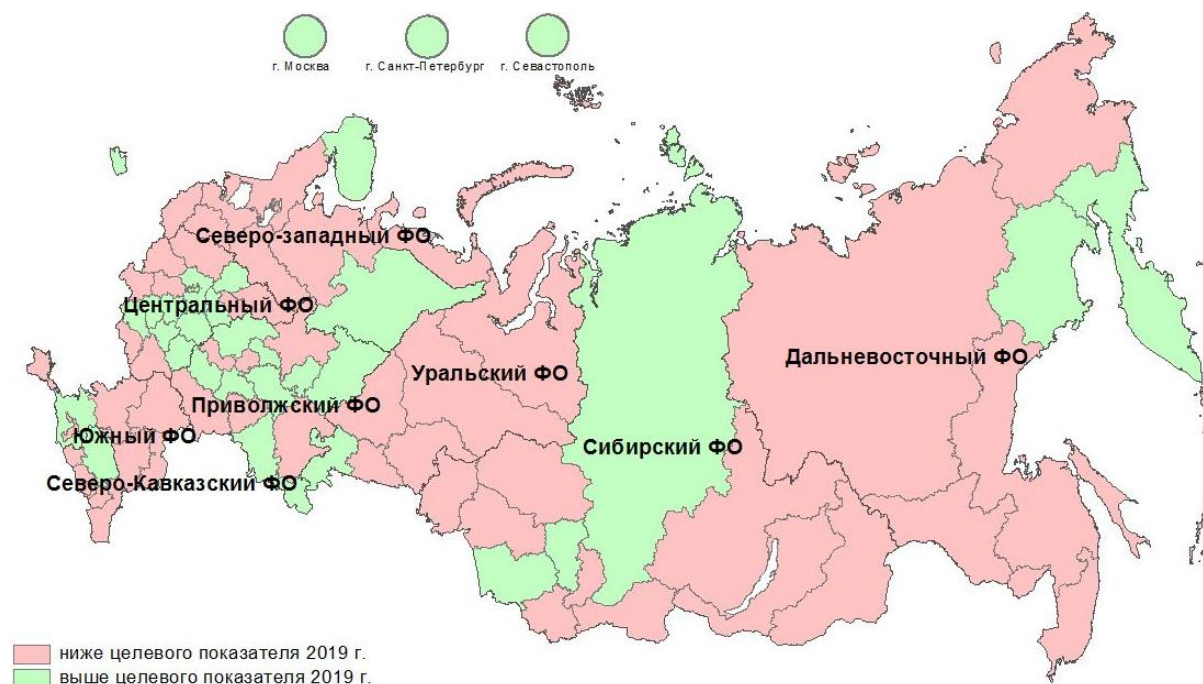 г. Москва
г. Санкт-Петербург
г. Севастополь
Северо-западный ФО
Центральный ФО
Дальневосточный ФО
Уральский ФО
Приволжский ФО
Южный ФО
Сибирский ФО
Северо-Кавказский ФО
ниже целевого показателя 2019 г.
выше целевого показателя 2019 г.